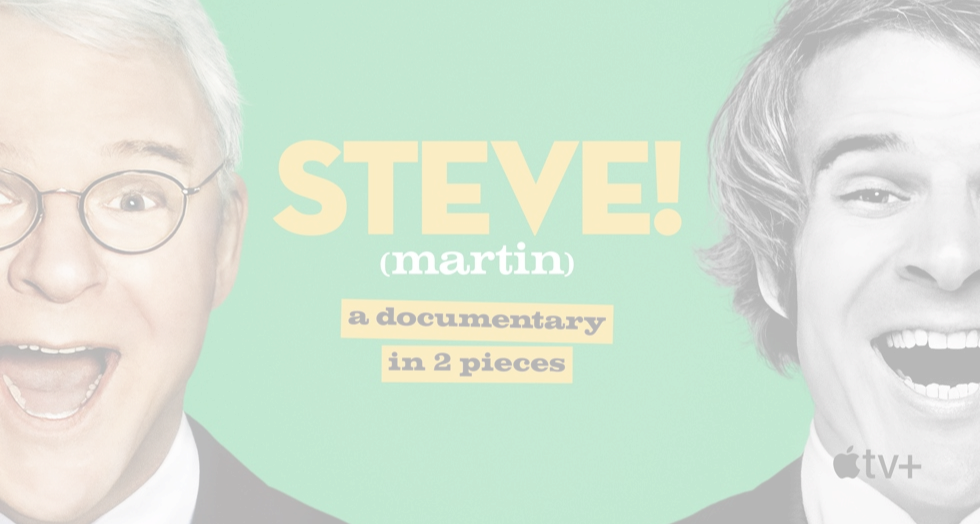 STEVE!
(martin)
a documentary
in 2 pieces
tv+